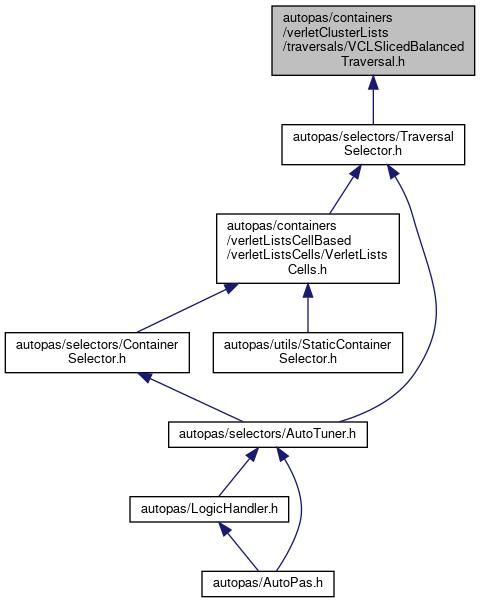 autopas/containers
/verletClusterLists
/traversals/VCLSlicedBalanced
Traversal.h
autopas/selectors/Traversal
Selector.h
autopas/containers
/verletListsCellBased
/verletListsCells/VerletLists
Cells.h
autopas/selectors/Container
Selector.h
autopas/utils/StaticContainer
Selector.h
autopas/selectors/AutoTuner.h
autopas/LogicHandler.h
autopas/AutoPas.h